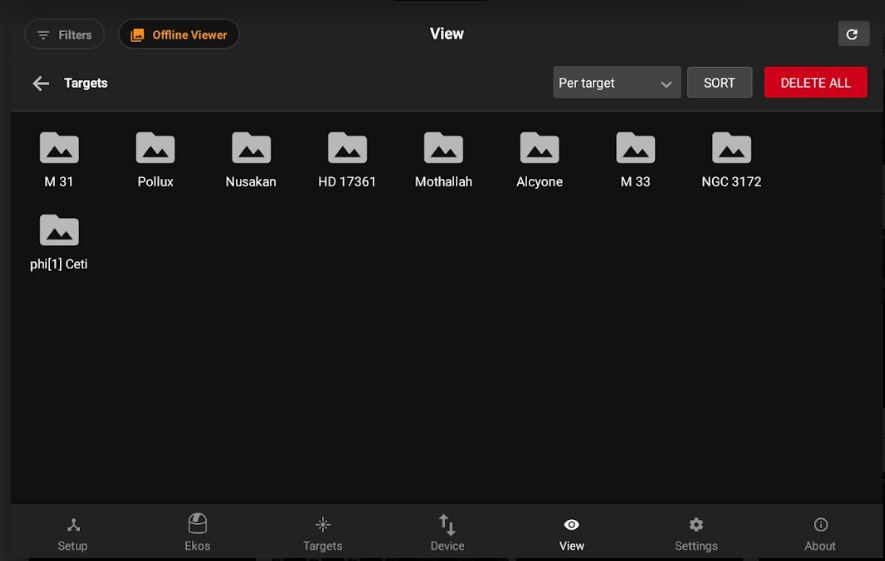 Filters
Offline Viewer
View
Targets
Per target
SORT
DELETE ALL
M 31
Pollux
Nusakan
HD 17361
Mothallah
Alcyone
M 33
NGC 3172
phi[1] Ceti
Setup
Ekos
Targets
Device
View
Settings
About